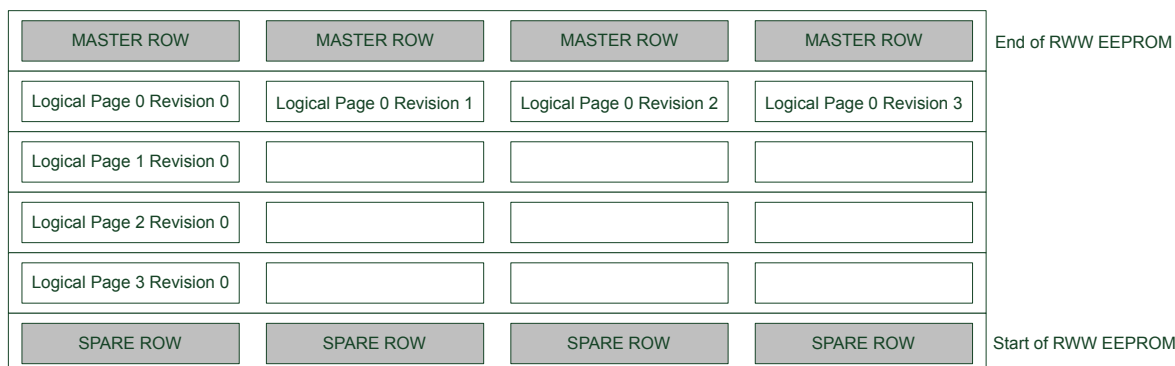 MASTER ROW MASTER ROW MASTER ROW MASTER ROW End of RWW EEPROM
Logical Page 0 Revision 0 Logical Page 0 Revision 1 Logical Page 0 Revision 2 Logical Page 0 Revision 3
Logical Page 1 Revision 0
Logical Page 2 Revision 0
Logical Page 3 Revision 0
SPARE ROW SPARE ROW SPARE ROW SPARE ROW Start of RWW EEPROM